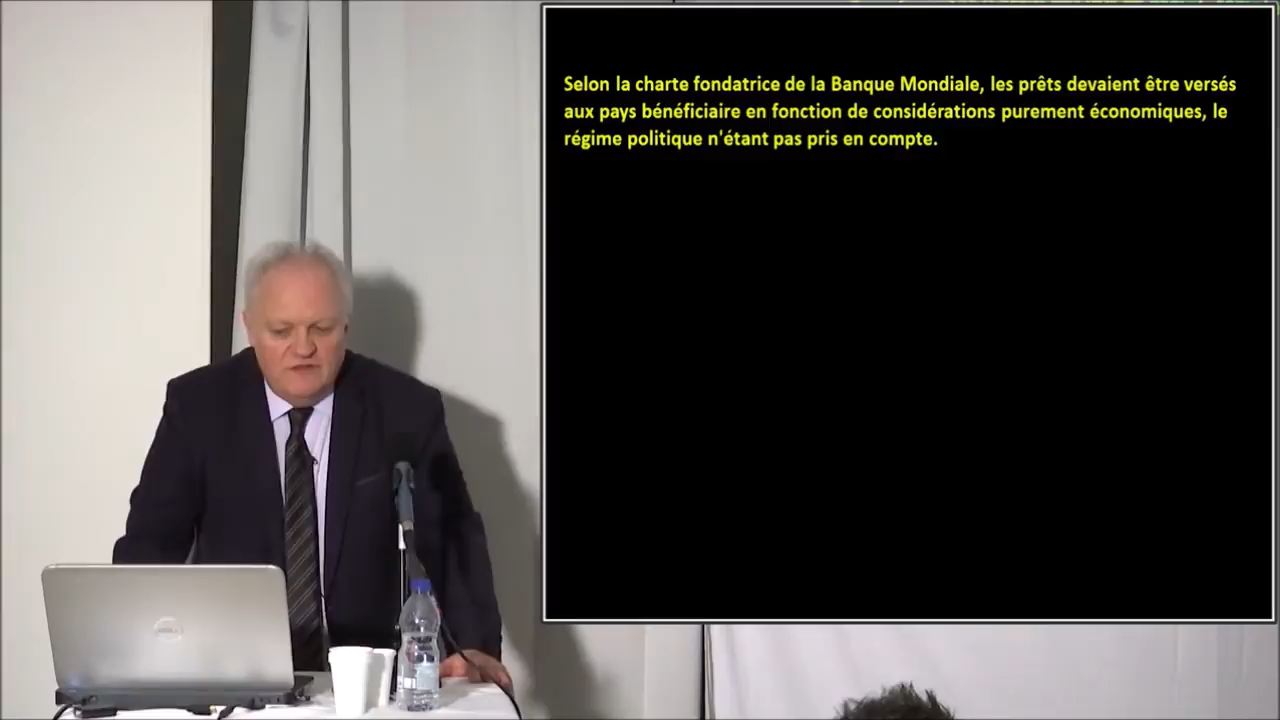 Selon la charte fondatrice de la Banque Mondiale, les prêts devaient être versés
aux pays bénéficiaire en fonction de considérations purement économiques, le
régime politique n'étant pas pris en compte.
DELL